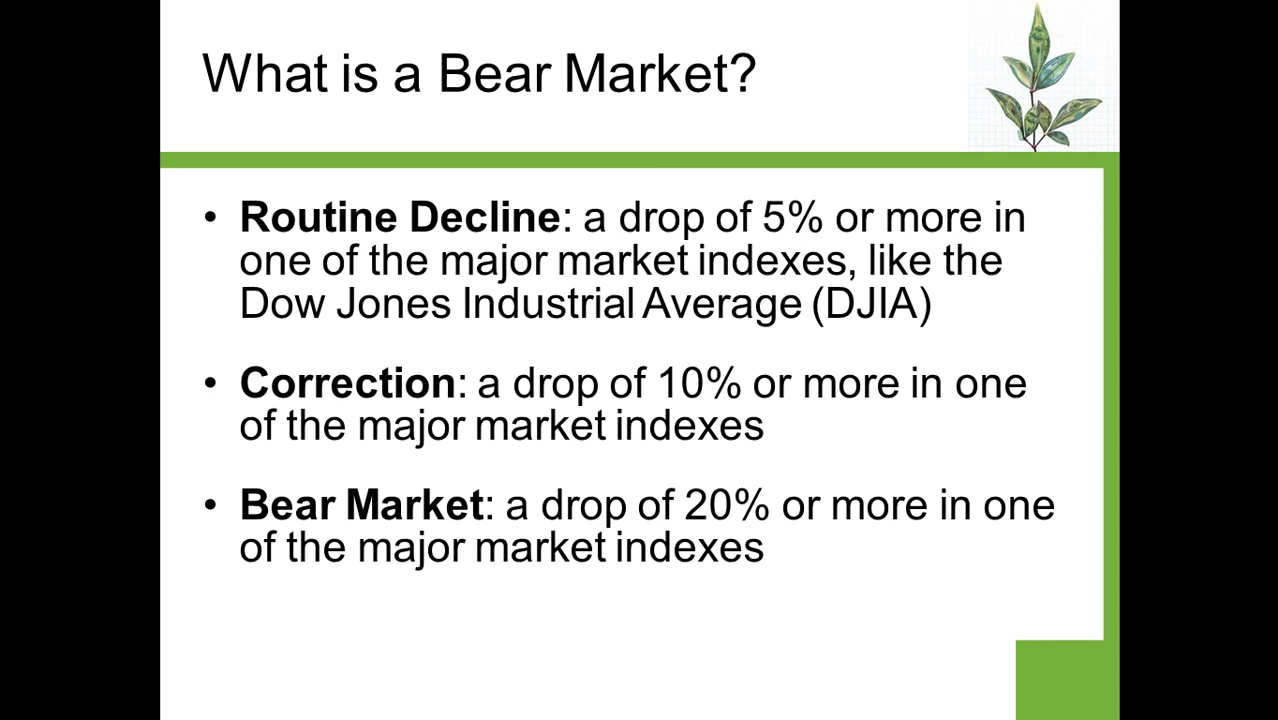 What is a Bear Market?
• Routine Decline: a drop of 5% or more in
one of the major market indexes, like the
Dow Jones Industrial Average (DJIA)
• Correction: a drop of 10% or more in one
of the major market indexes
• Bear Market: a drop of 20% or more in one
of the major market indexes